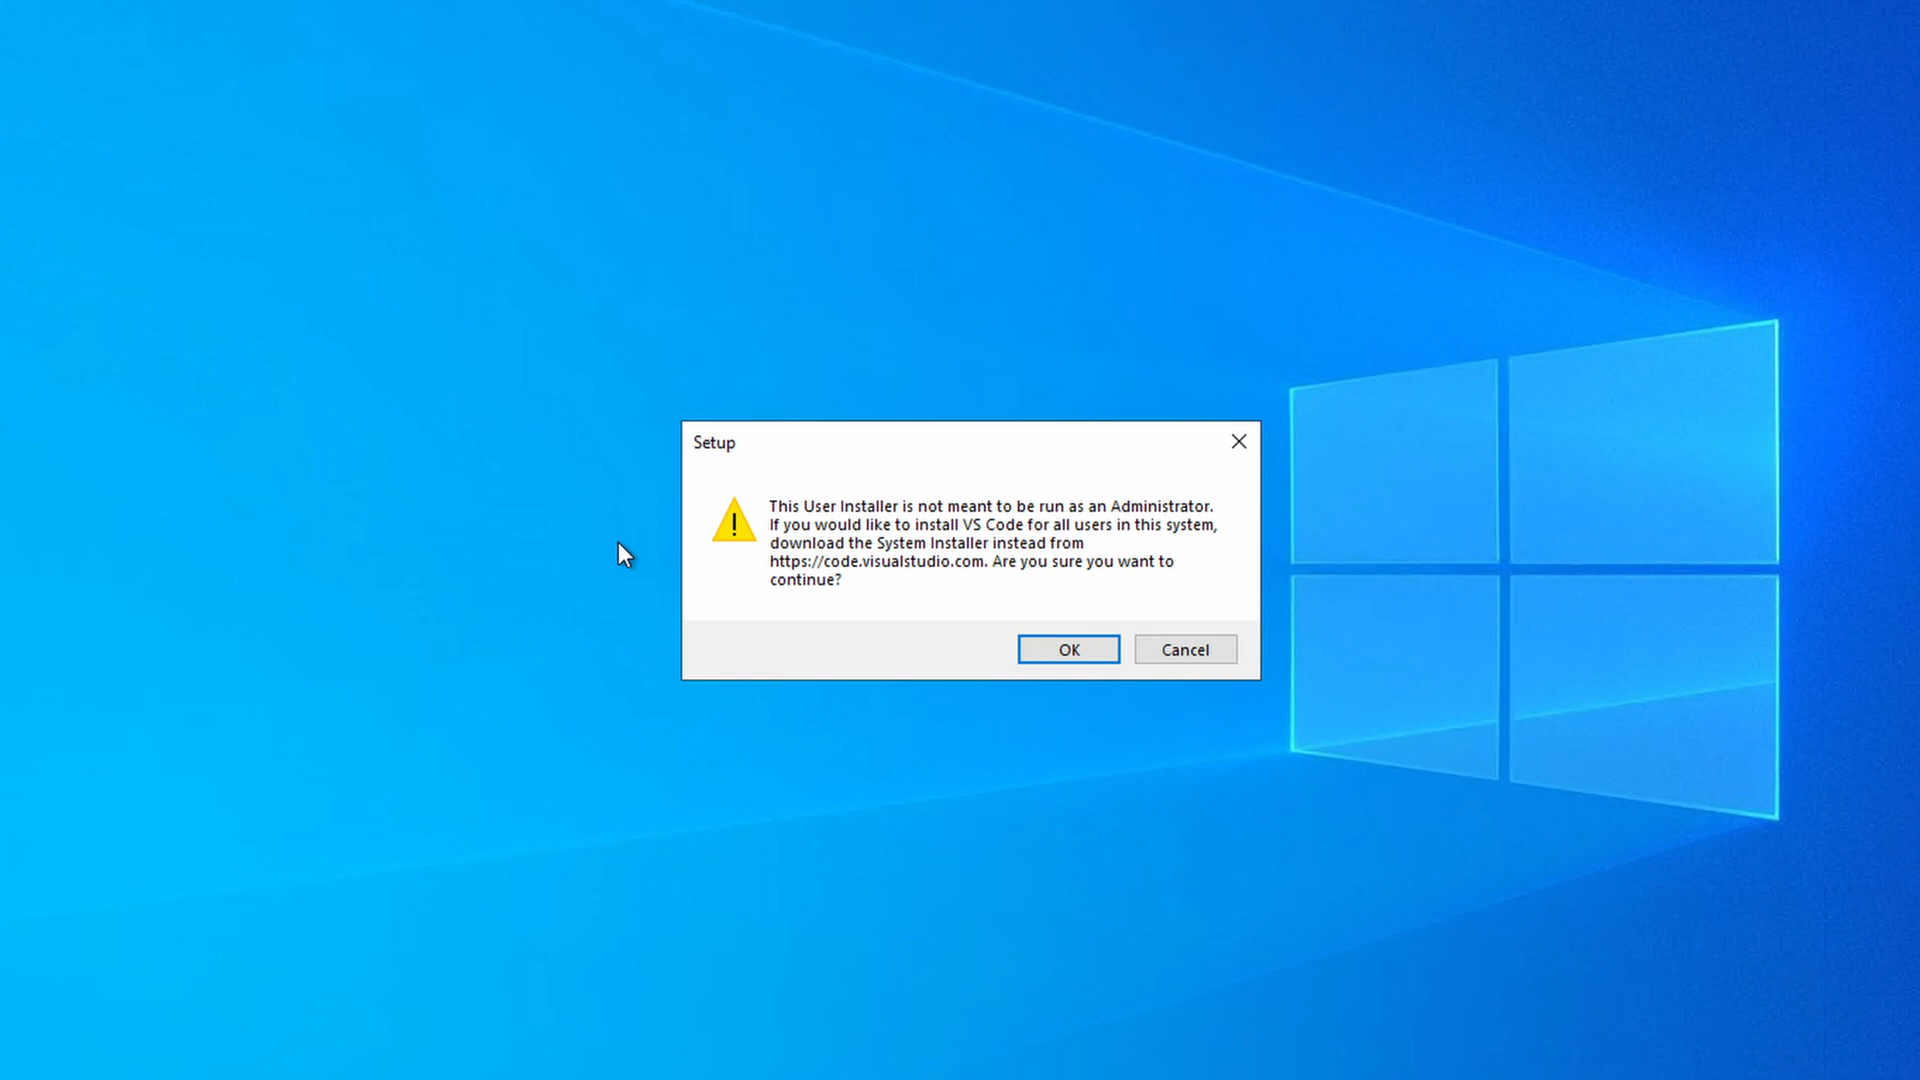 Setup
This User Installer is not meant to be run as an Administrator.
If you would like to install VS Code for all users in this system,
download the System Installer instead from
https://code.visualstudio.com. Are you sure you want to
continue?
OK
Cancel